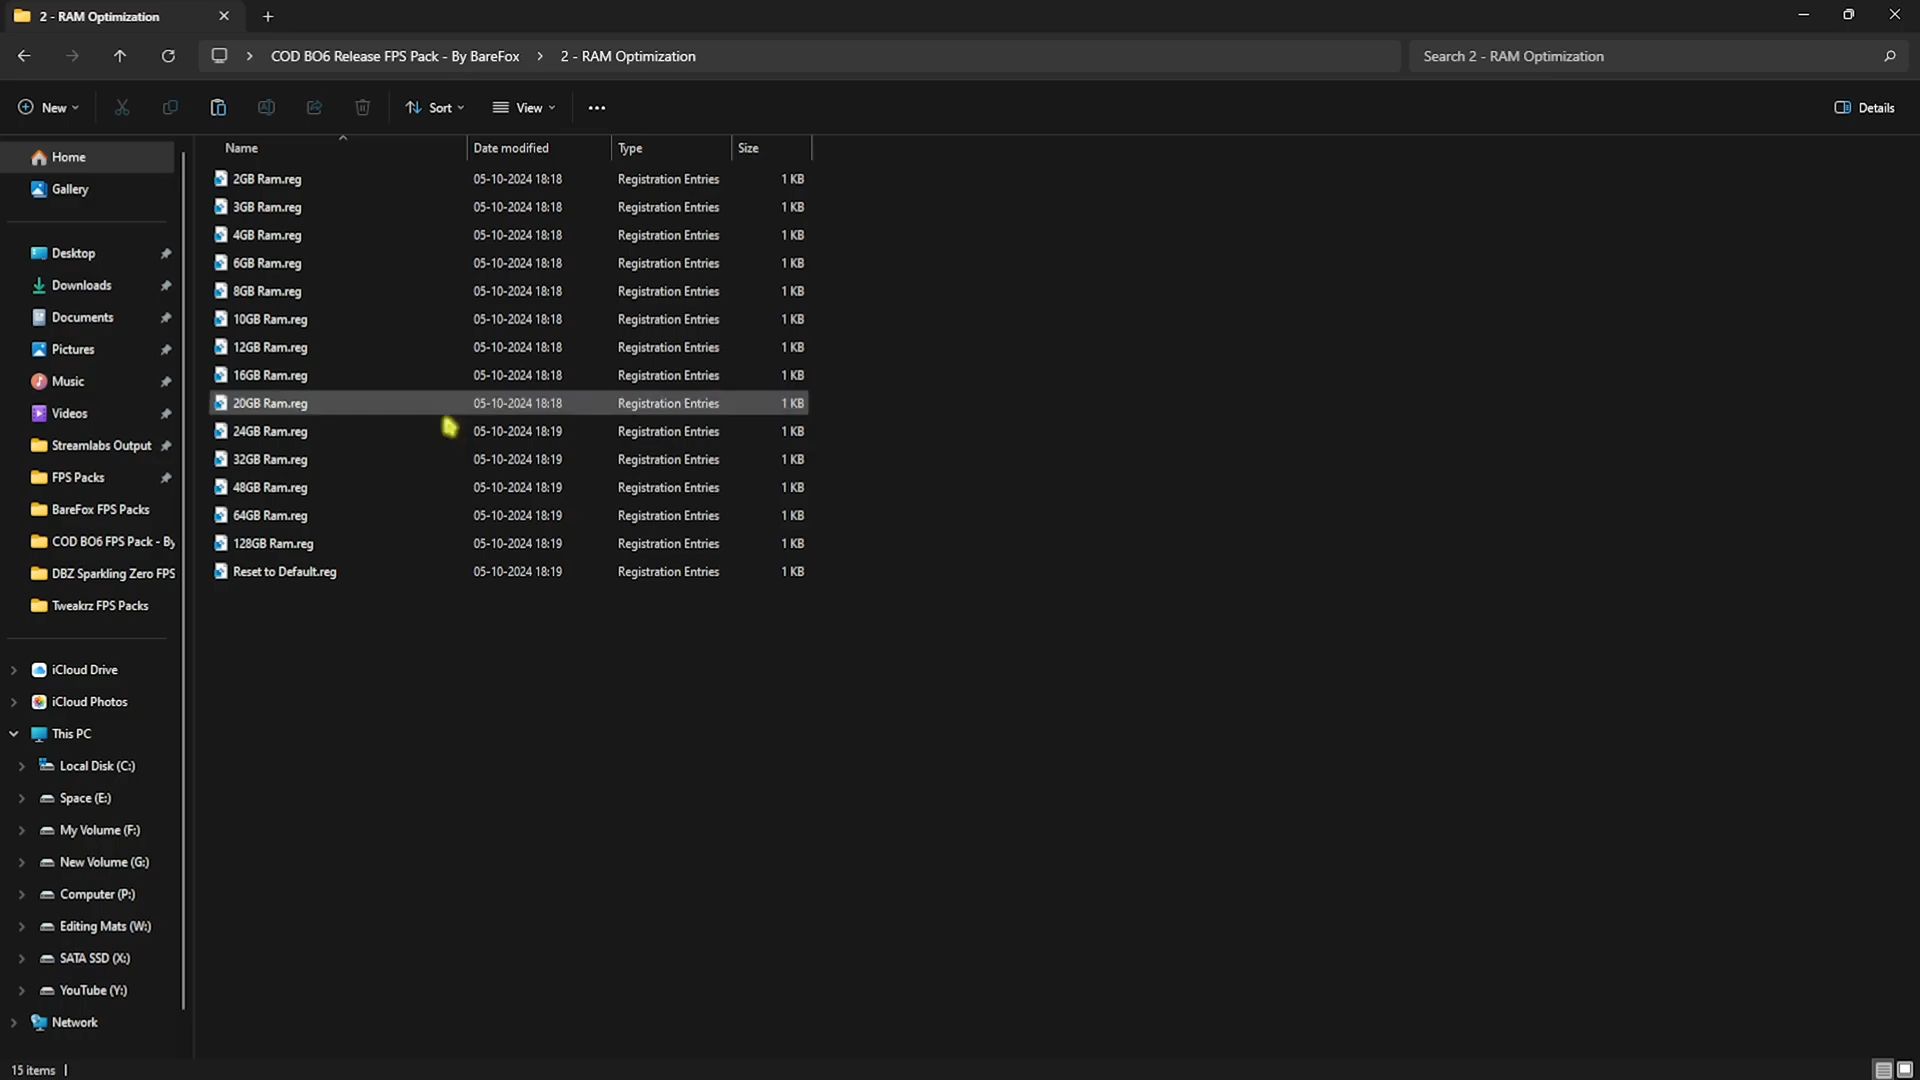 2 - RAM Optimization
COD BO6 Release FPS Pack - By BareFox > 2 - RAM Optimization
Search 2 - RAM Optimization
New
Sort
View
Details
Name Date modified Type Size
2GB Ram.reg 05-10-2024 18:18 Registration Entries 1 KB
3GB Ram.reg 05-10-2024 18:18 Registration Entries 1 KB
4GB Ram.reg 05-10-2024 18:18 Registration Entries 1 KB
6GB Ram.reg 05-10-2024 18:18 Registration Entries 1 KB
8GB Ram.reg 05-10-2024 18:18 Registration Entries 1 KB
10GB Ram.reg 05-10-2024 18:18 Registration Entries 1 KB
12GB Ram.reg 05-10-2024 18:18 Registration Entries 1 KB
16GB Ram.reg 05-10-2024 18:18 Registration Entries 1 KB
20GB Ram.reg 05-10-2024 18:18 Registration Entries 1 KB
24GB Ram.reg 05-10-2024 18:19 Registration Entries 1 KB
32GB Ram.reg 05-10-2024 18:19 Registration Entries 1 KB
48GB Ram.reg 05-10-2024 18:19 Registration Entries 1 KB
64GB Ram.reg 05-10-2024 18:19 Registration Entries 1 KB
128GB Ram.reg 05-10-2024 18:19 Registration Entries 1 KB
Reset to Default.reg 05-10-2024 18:19 Registration Entries 1 KB
Home
Gallery
Desktop
Downloads
Documents
Pictures
Music
Videos
Streamlabs Output
FPS Packs
BareFox FPS Packs
COD BO6 FPS Pack - By
DBZ Sparkling Zero FPS
Tweakrz FPS Packs
iCloud Drive
iCloud Photos
This PC
Local Disk (C:)
Space (E:)
My Volume (F:)
New Volume (G:)
Computer (P:)
Editing Mats (W:)
SATA SSD (X:)
YouTube (Y:)
Network
15 items